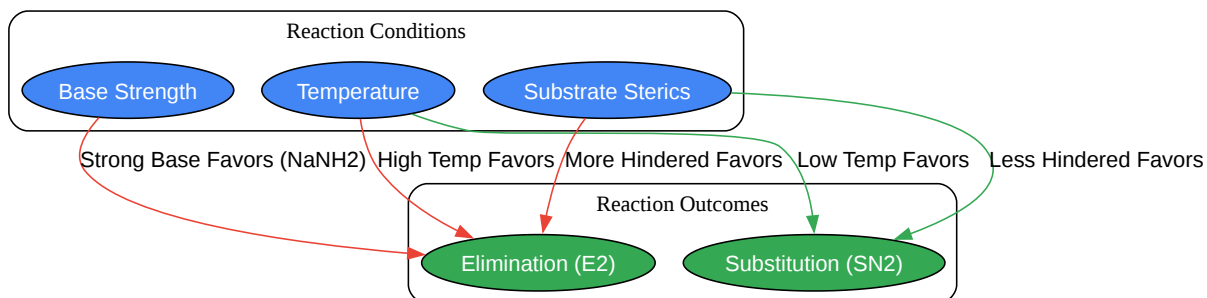 Reaction Conditions
Base Strength
Temperature
Substrate Sterics
Strong Base Favors (NaNH2)
High Temp Favors
More Hindered Favors
Low Temp Favors
Less Hindered Favors
Reaction Outcomes
Elimination (E2)
Substitution (SN2)